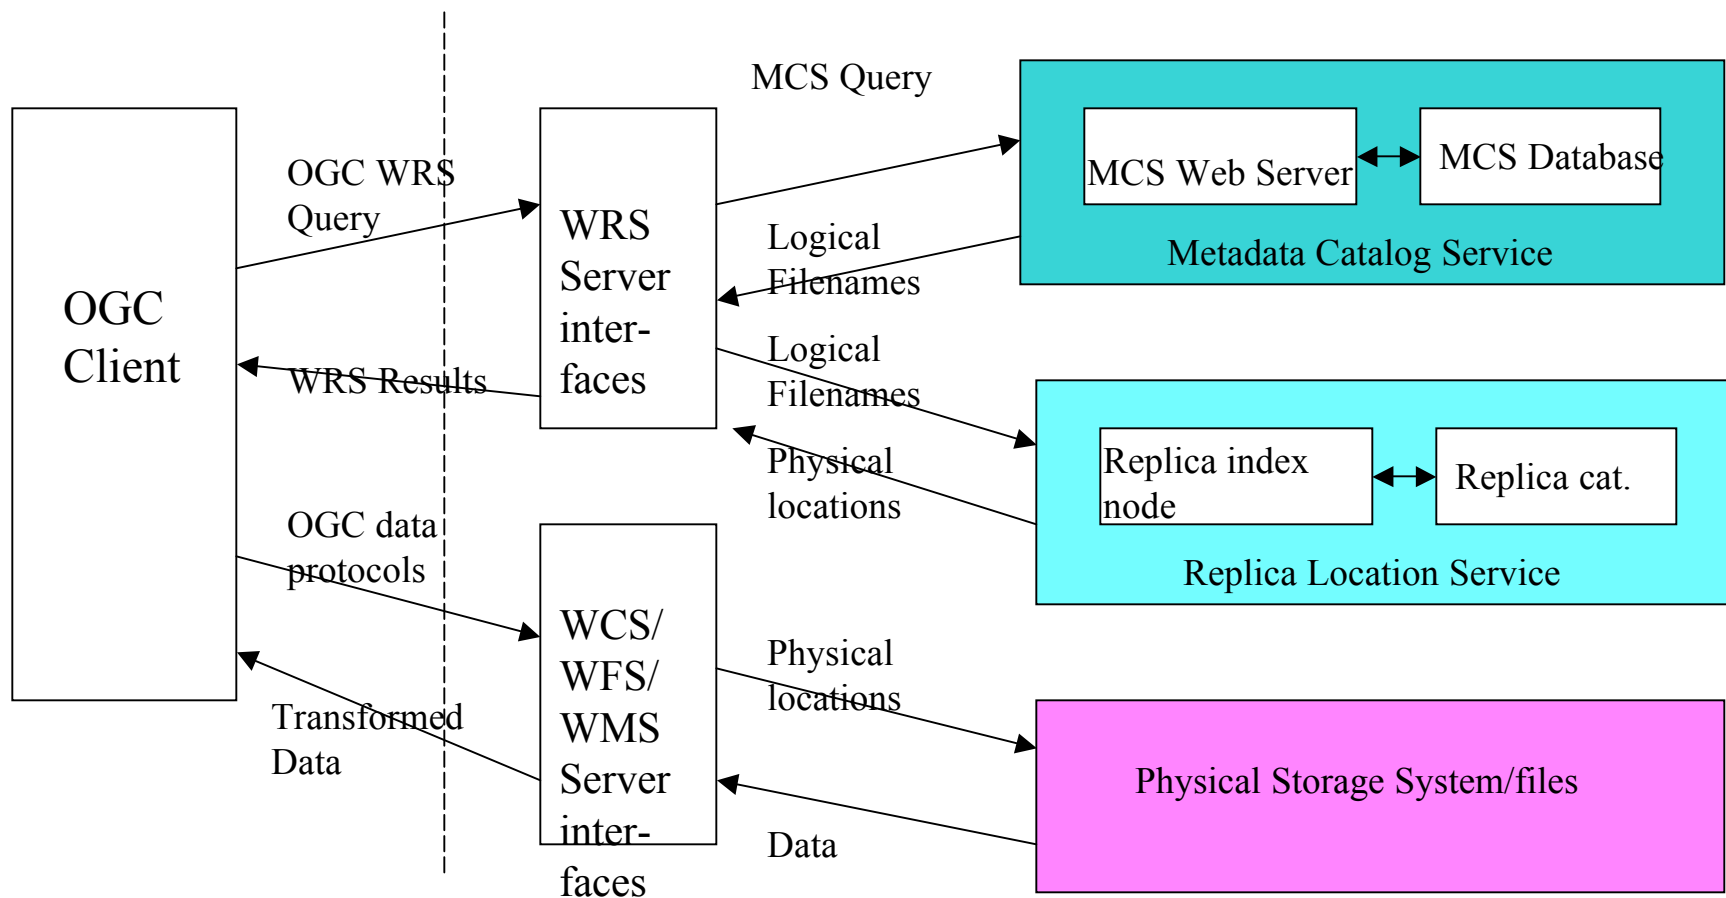 MCS Query
OGC WRS
Query
OGC
Client
WRS Results
OGC data
protocols
Transformed
Data
WRS
Server
inter-
faces
WCS/
WFS/
WMS
Server
inter-
faces
Logical
Filenames
Logical
Filenames
Physical
locations
Physical
locations
Data
MCS Web Server
MCS Database
Metadata Catalog Service
Replica index
node
Replica cat.
Replica Location Service
Physical Storage System/files